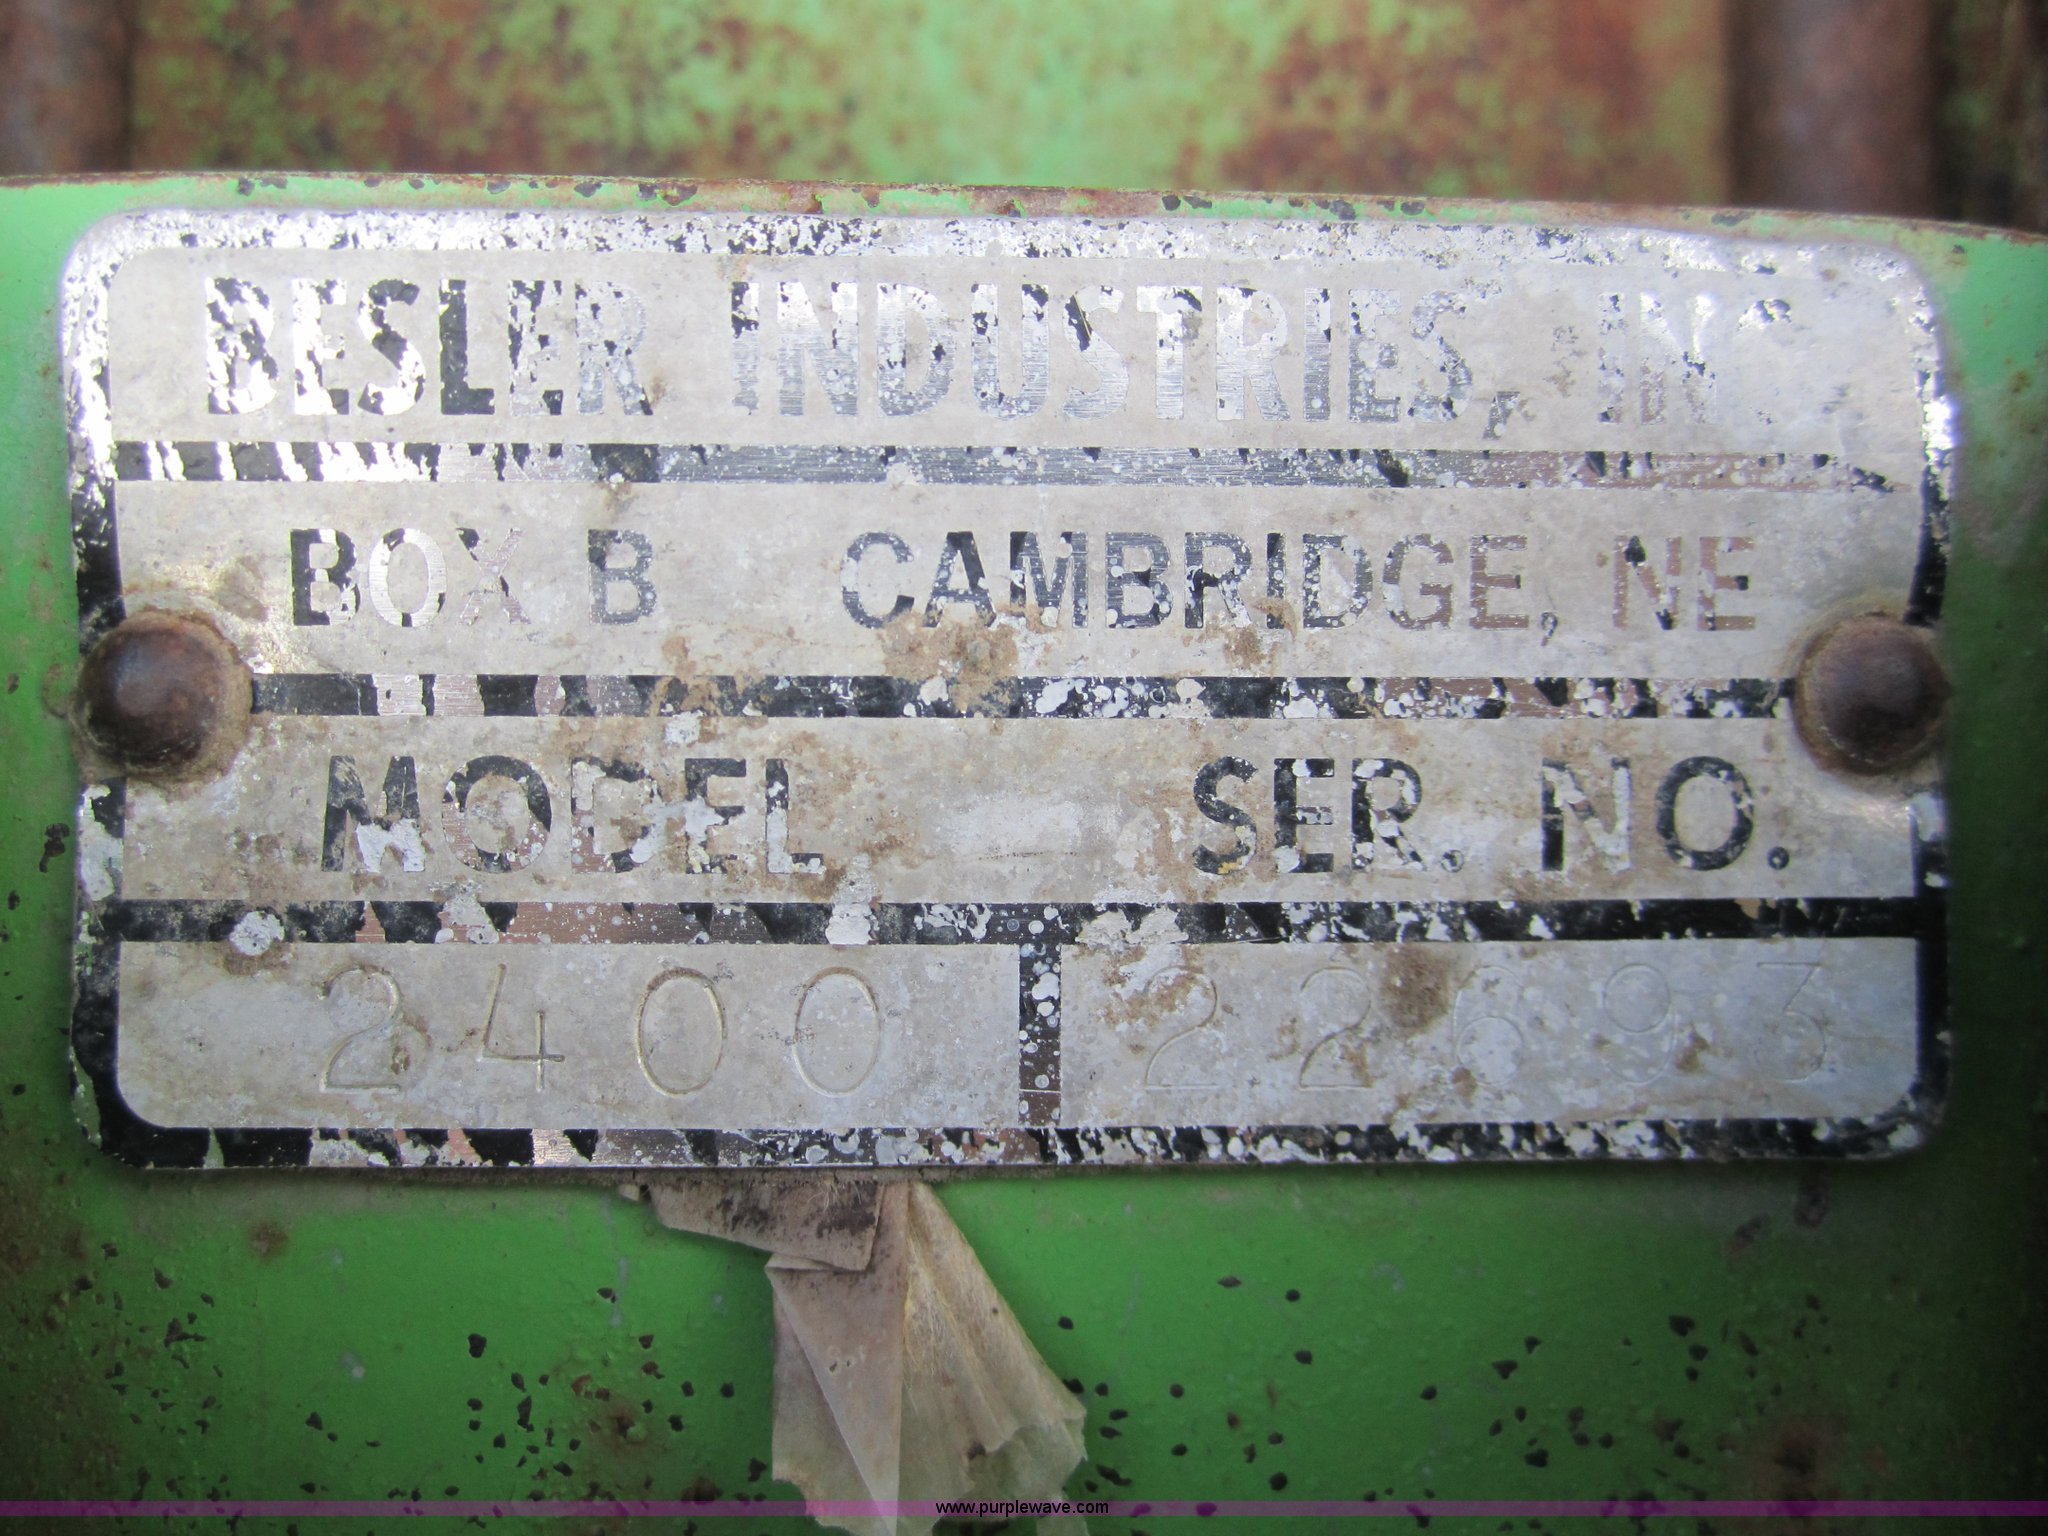 BESLER INDUSTRIES, INC
BOX B CAMBRIDGE, NE
MODEL SER. NO.
2400 22693
www.purplewave.com